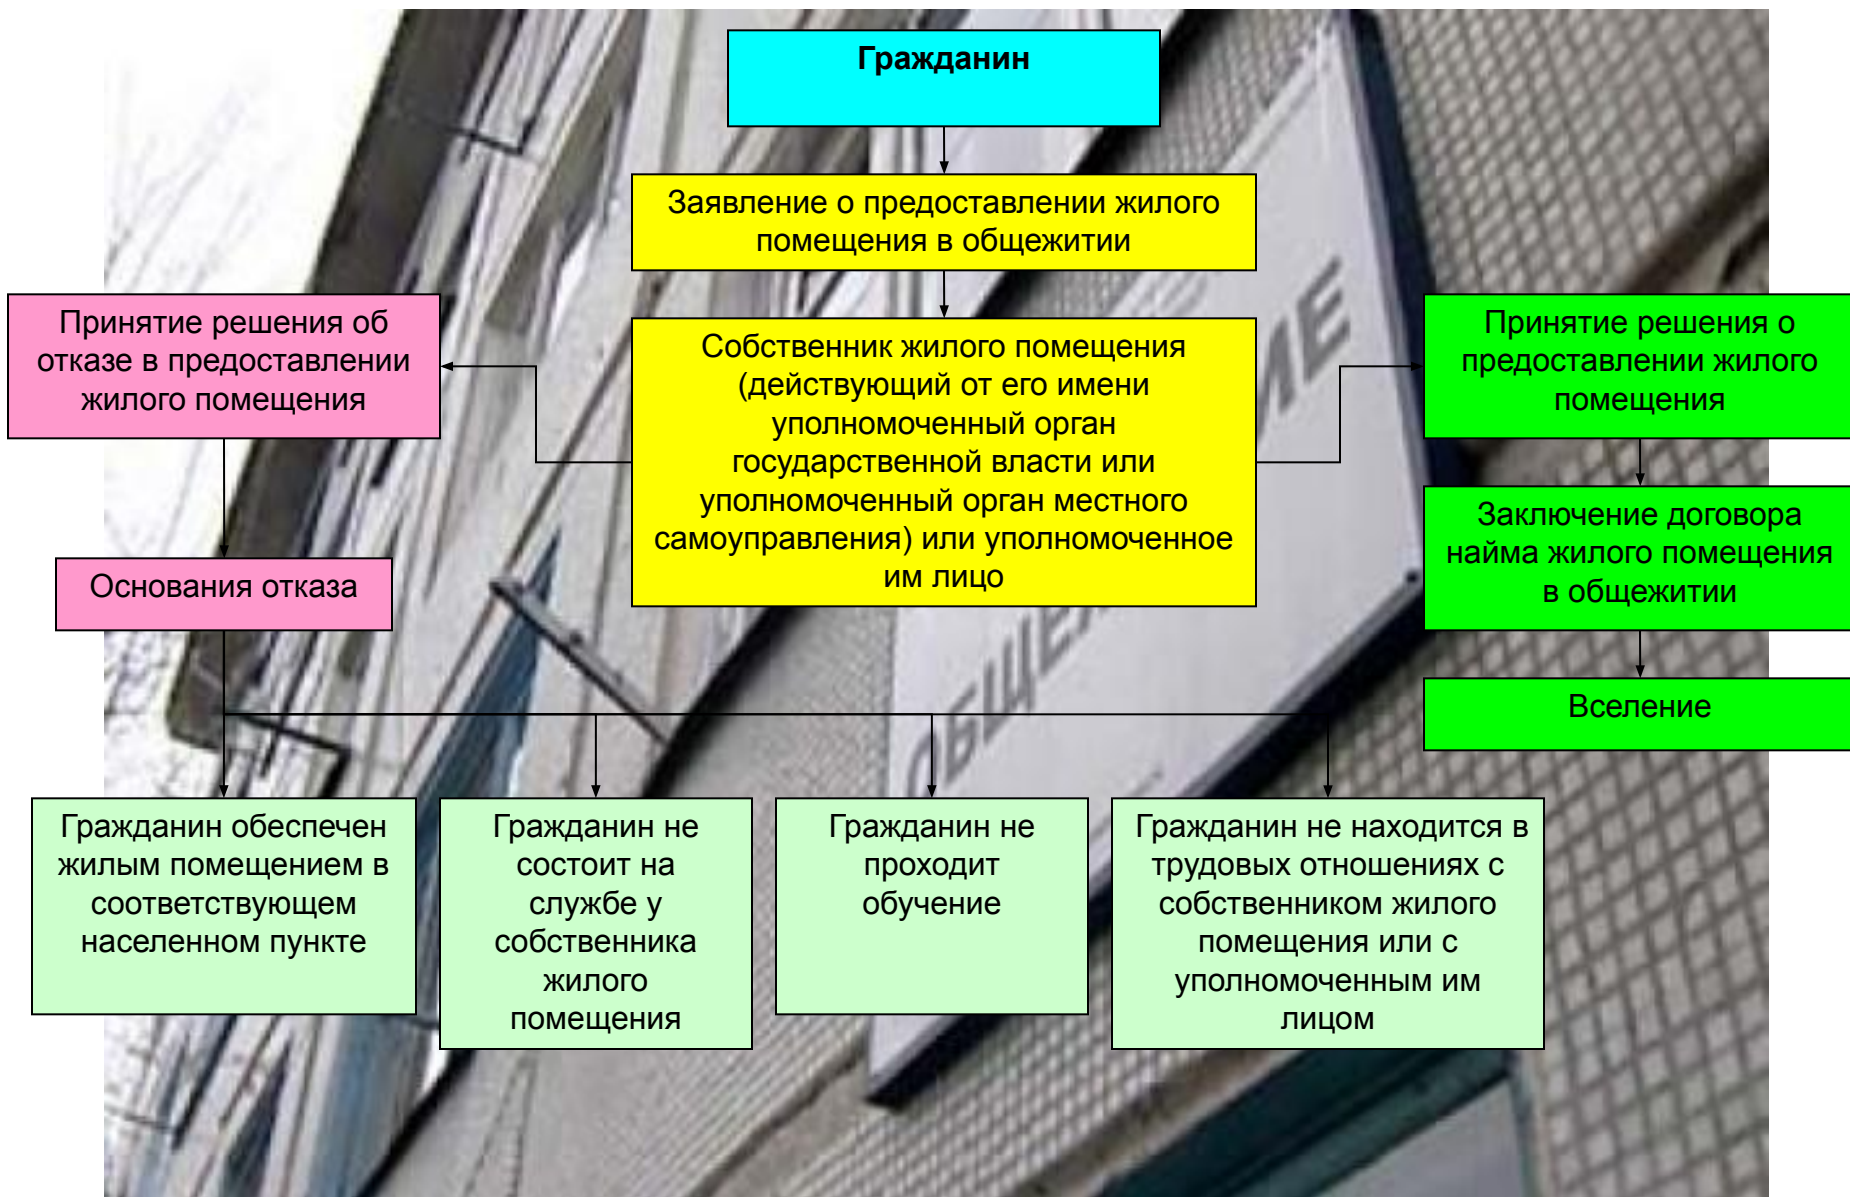 Гражданин
Заявление о предоставлении жилого
помещения в общежитии
Принятие решения об
отказе в предоставлении
жилого помещения
Собственник жилого помещения
(действующий от его имени
уполномоченный орган
государственной власти или
уполномоченный орган местного
самоуправления) или уполномоченное
им лицо
Принятие решения о
предоставлении жилого
помещения
Основания отказа
Заключение договора
найма жилого помещения
в общежитии
Вселение
Гражданин обеспечен
жилым помещением в
соответствующем
населенном пункте
Гражданин не
состоит на
службе у
собственника
жилого
помещения
Гражданин не
проходит
обучение
Гражданин не находится в
трудовых отношениях с
собственником жилого
помещения или с
уполномоченным им
лицом